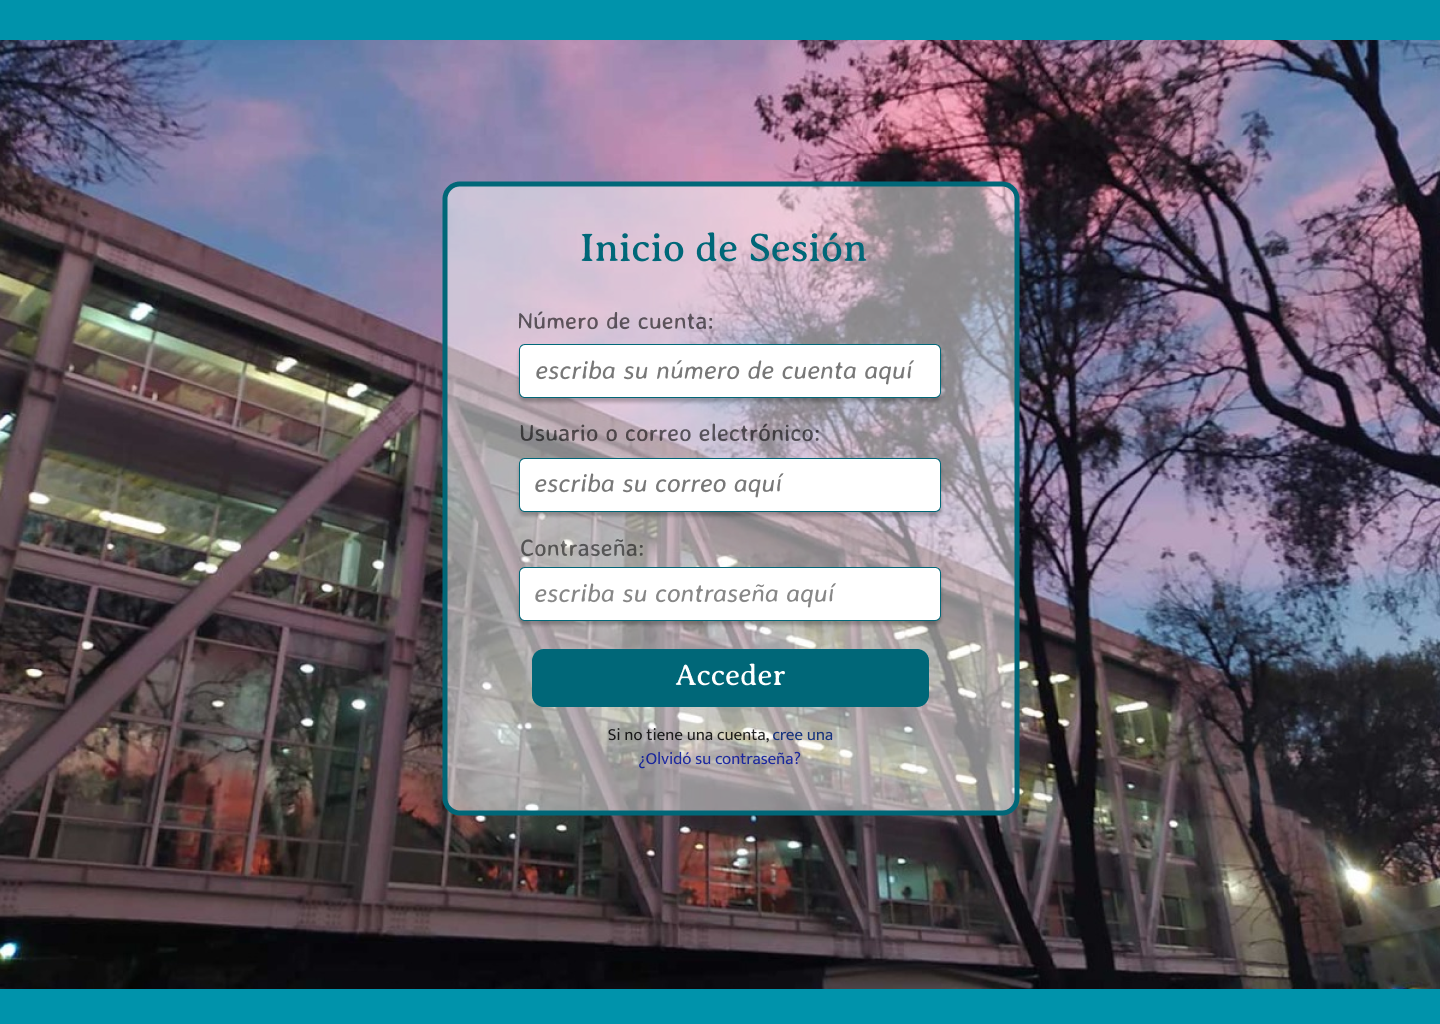 Inicio de Sesión
Número de cuenta:
escriba su número de cuenta aquí
Usuario o correo electrónico:
escriba su correo aquí
Contraseña:
escriba su contraseña aquí
Acceder
Si no tiene una cuenta, cree una
¿Olvidó su contraseña?